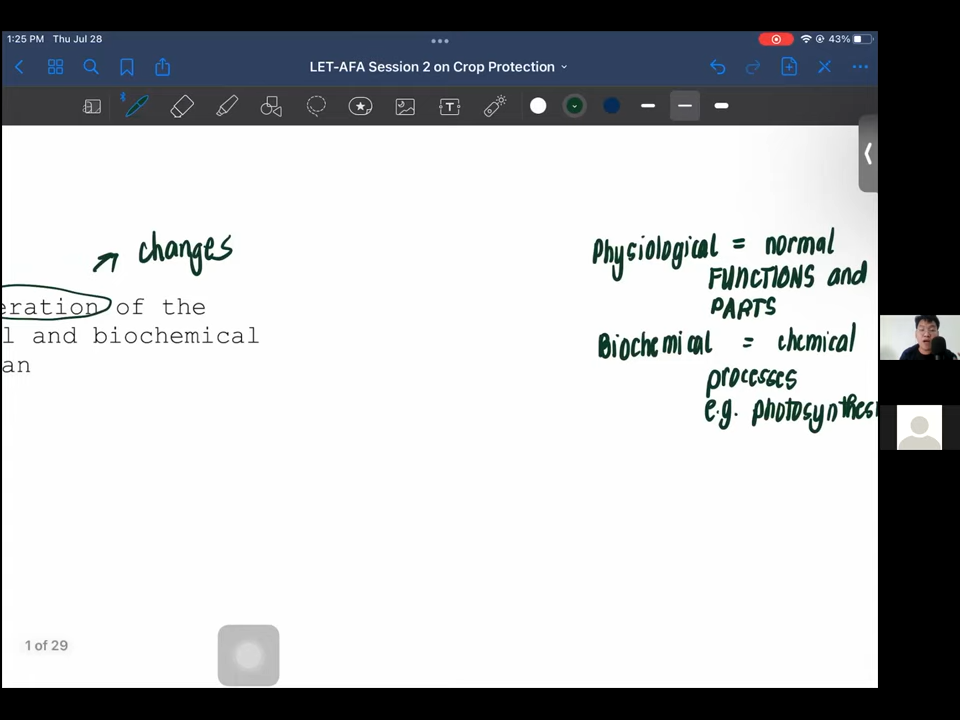 1:25 PM Thu Jul 28
43%
LET-AFA Session 2 on Crop Protection
T
changes
eration of the
l and biochemical
an
Physiological = normal
FUNCTIONS and
PARTS
Biochemical = chemical
processes
e.g. photosynthesi
1 of 29